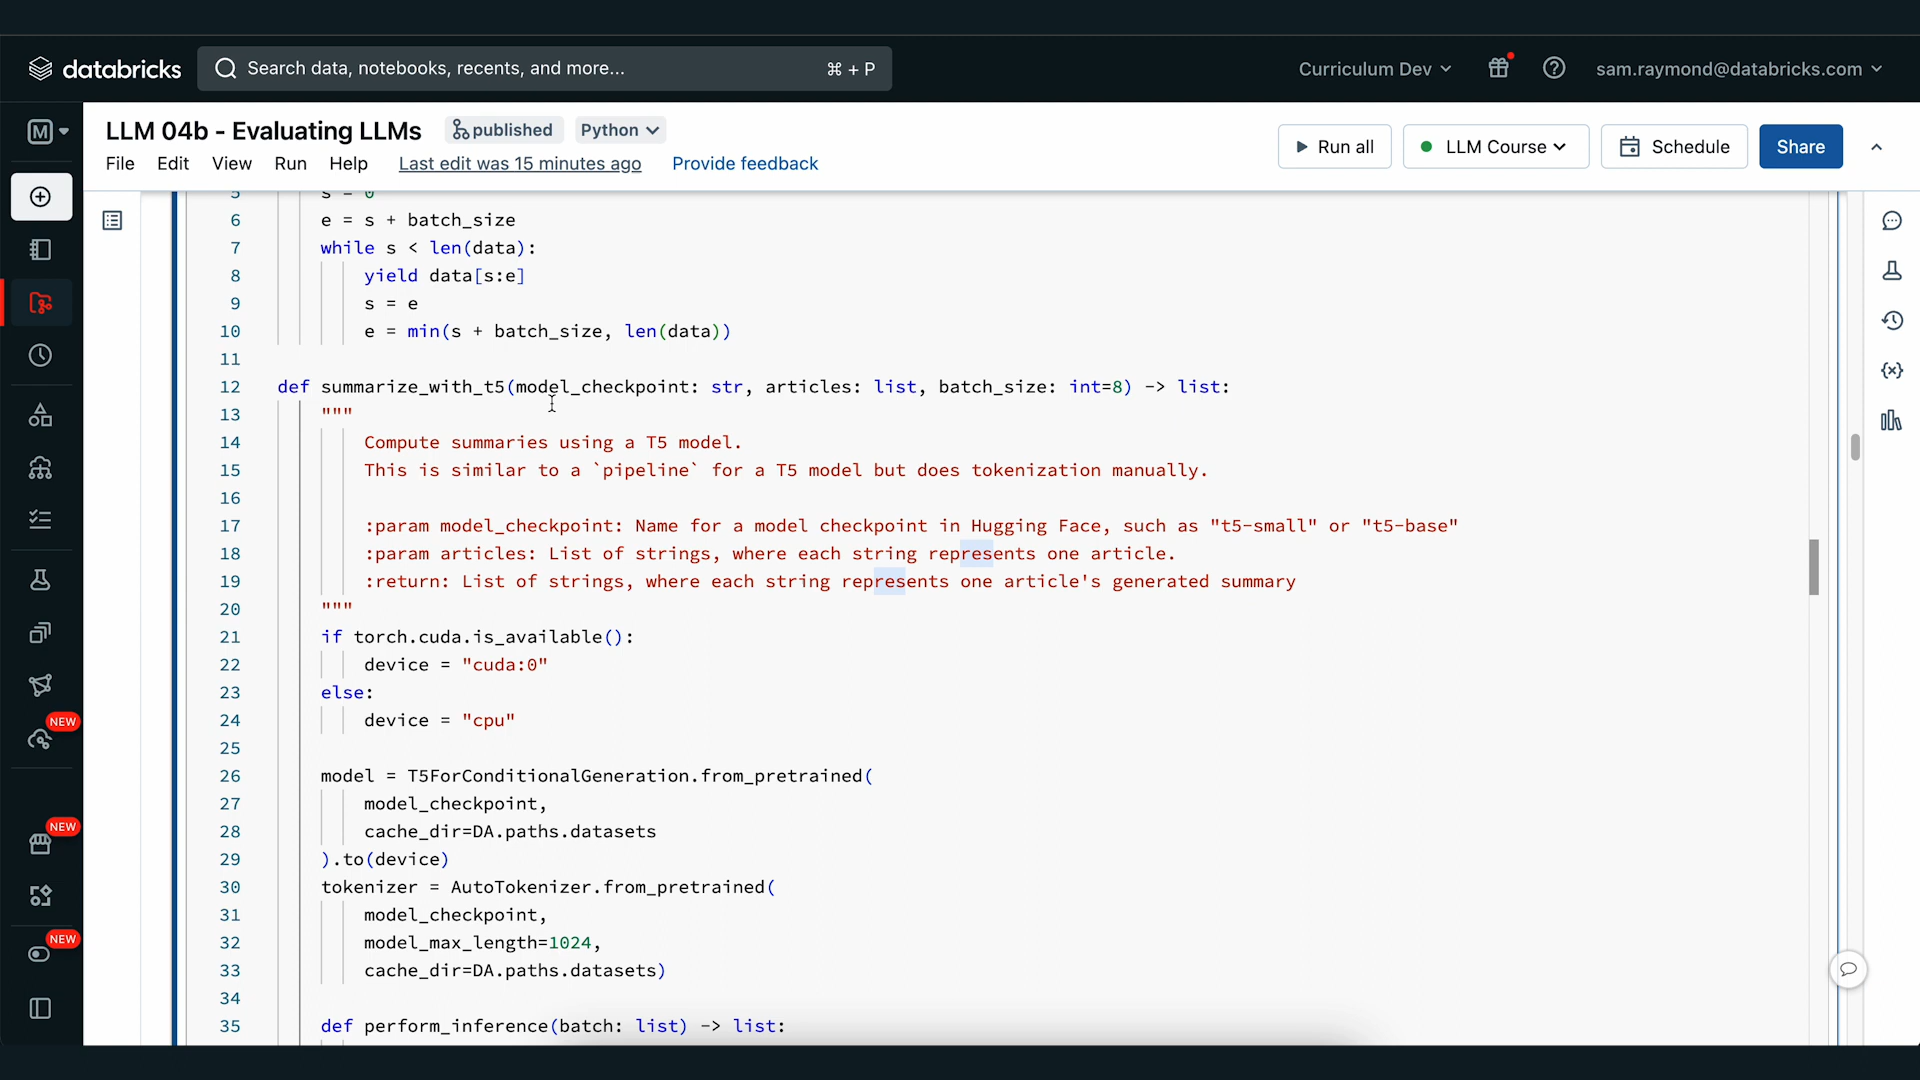 databricks
Search data, notebooks, recents, and more... ⌘ + P
Curriculum Dev
sam.raymond@databricks.com
M
LLM 04b - Evaluating LLMs published Python
File Edit View Run Help Last edit was 15 minutes ago Provide feedback
Run all
LLM Course
Schedule
Share
5 s = 0
6 e = s + batch_size
7 while s < len(data):
8 yield data[s:e]
9 s = e
10 e = min(s + batch_size, len(data))
11
12 def summarize_with_t5(model_checkpoint: str, articles: list, batch_size: int=8) -> list:
13 """
14 Compute summaries using a T5 model.
15 This is similar to a `pipeline` for a T5 model but does tokenization manually.
16
17 :param model_checkpoint: Name for a model checkpoint in Hugging Face, such as "t5-small" or "t5-base"
18 :param articles: List of strings, where each string represents one article.
19 :return: List of strings, where each string represents one article's generated summary
20 """
21 if torch.cuda.is_available():
22 device = "cuda:0"
23 else:
24 device = "cpu"
25
26 model = T5ForConditionalGeneration.from_pretrained(
27 model_checkpoint,
28 cache_dir=DA.paths.datasets
29 ).to(device)
30 tokenizer = AutoTokenizer.from_pretrained(
31 model_checkpoint,
32 model_max_length=1024,
33 cache_dir=DA.paths.datasets)
34
35 def perform_inference(batch: list) -> list:
NEW
NEW
NEW